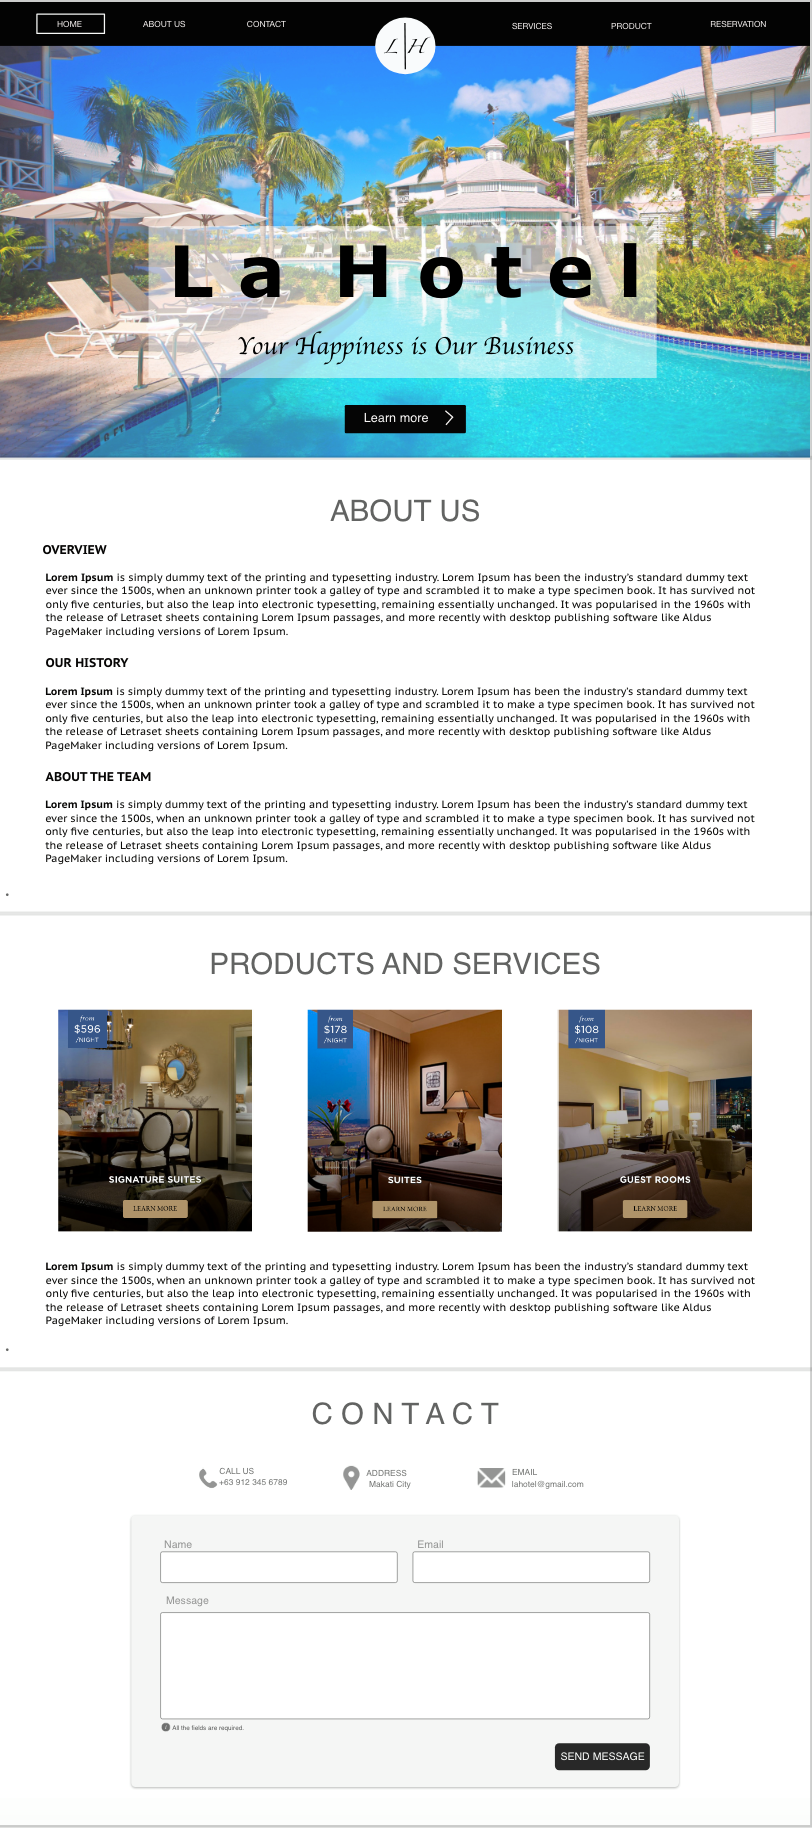 HOME ABOUT US CONTACT SERVICES PRODUCT RESERVATION
L H
La Hotel
Your Happiness is Our Business
Learn more
ABOUT US
OVERVIEW
Lorem Ipsum is simply dummy text of the printing and typesetting industry. Lorem Ipsum has been the industry's standard dummy text
ever since the 1500s, when an unknown printer took a galley of type and scrambled it to make a type specimen book. It has survived not
only five centuries, but also the leap into electronic typesetting, remaining essentially unchanged. It was popularised in the 1960s with
the release of Letraset sheets containing Lorem Ipsum passages, and more recently with desktop publishing software like Aldus
PageMaker including versions of Lorem Ipsum.
OUR HISTORY
Lorem Ipsum is simply dummy text of the printing and typesetting industry. Lorem Ipsum has been the industry's standard dummy text
ever since the 1500s, when an unknown printer took a galley of type and scrambled it to make a type specimen book. It has survived not
only five centuries, but also the leap into electronic typesetting, remaining essentially unchanged. It was popularised in the 1960s with
the release of Letraset sheets containing Lorem Ipsum passages, and more recently with desktop publishing software like Aldus
PageMaker including versions of Lorem Ipsum.
ABOUT THE TEAM
Lorem Ipsum is simply dummy text of the printing and typesetting industry. Lorem Ipsum has been the industry's standard dummy text
ever since the 1500s, when an unknown printer took a galley of type and scrambled it to make a type specimen book. It has survived not
only five centuries, but also the leap into electronic typesetting, remaining essentially unchanged. It was popularised in the 1960s with
the release of Letraset sheets containing Lorem Ipsum passages, and more recently with desktop publishing software like Aldus
PageMaker including versions of Lorem Ipsum.
PRODUCTS AND SERVICES
from
$596
/NIGHT
SIGNATURE SUITES
LEARN MORE
from
$178
/NIGHT
SUITES
LEARN MORE
from
$108
/NIGHT
GUEST ROOMS
LEARN MORE
Lorem Ipsum is simply dummy text of the printing and typesetting industry. Lorem Ipsum has been the industry's standard dummy text
ever since the 1500s, when an unknown printer took a galley of type and scrambled it to make a type specimen book. It has survived not
only five centuries, but also the leap into electronic typesetting, remaining essentially unchanged. It was popularised in the 1960s with
the release of Letraset sheets containing Lorem Ipsum passages, and more recently with desktop publishing software like Aldus
PageMaker including versions of Lorem Ipsum.
CONTACT
CALL US
+63 912 345 6789
ADDRESS
Makati City
EMAIL
lahotel@gmail.com
Name
Email
Message
All the fields are required.
SEND MESSAGE